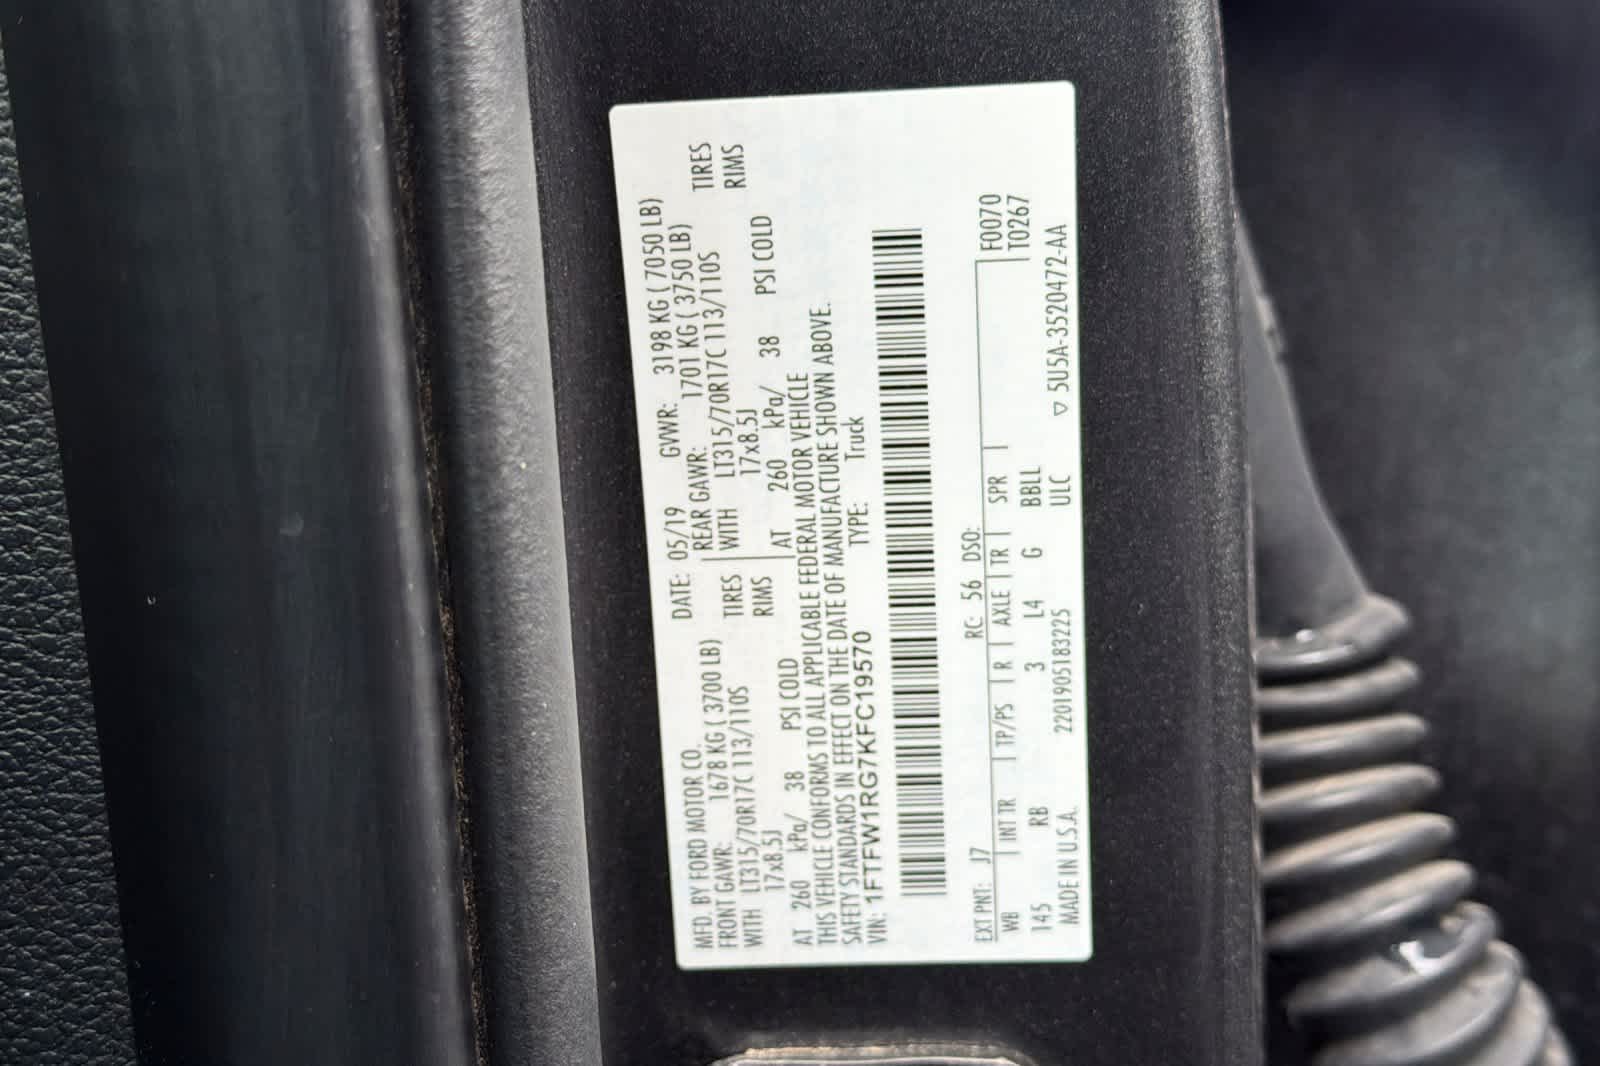 MFD. BY FORD MOTOR CO.
DATE: 05/19 GVWR: 3198 KG ( 7050 LB)
FRONT GAWR: 1678 KG ( 3700 LB) REAR GAWR: 1701 KG ( 3750 LB)
WITH LT315/70R17C 113/110S TIRES WITH LT315/70R17C 113/110S TIRES
17x8.5J RIMS 17x8.5J RIMS
AT 260 kPa/ 38 PSI COLD AT 260 kPa/ 38 PSI COLD
THIS VEHICLE CONFORMS TO ALL APPLICABLE FEDERAL MOTOR VEHICLE
SAFETY STANDARDS IN EFFECT ON THE DATE OF MANUFACTURE SHOWN ABOVE.
VIN: 1FTFW1RG7KFC19570 TYPE: Truck
EXT PNT: J7 RC: 56 DSO: F0070
WB INT TR TP/PS R AXLE TR SPR T0267
145 RB 3 L4 G BBLL
MADE IN U.S.A. 220190518322S ULC ▽ 5U5A-3520472-AA